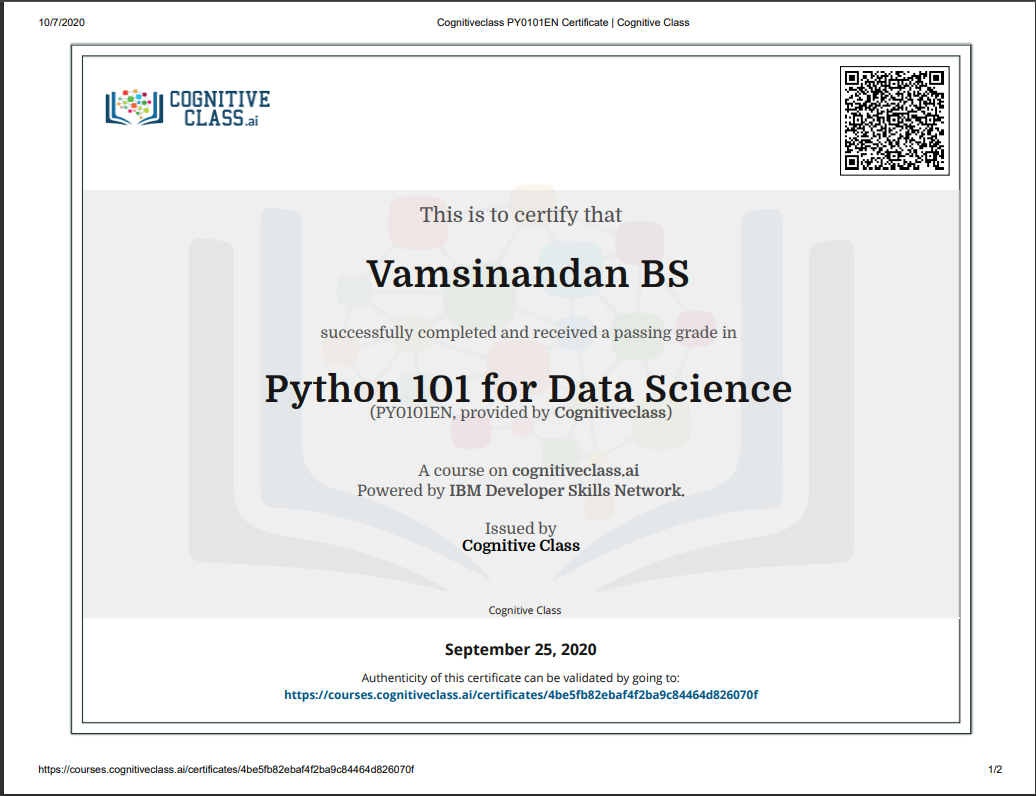 10/7/2020
Cognitiveclass PY0101EN Certificate | Cognitive Class
COGNITIVE
CLASS.ai
This is to certify that
Vamsinandan BS
successfully completed and received a passing grade in
Python 101 for Data Science
(PY0101EN, provided by Cognitiveclass)
A course on cognitiveclass.ai
Powered by IBM Developer Skills Network.
Issued by
Cognitive Class
Cognitive Class
September 25, 2020
Authenticity of this certificate can be validated by going to:
https://courses.cognitiveclass.ai/certificates/4be5fb82ebaf4f2ba9c84464d826070f
https://courses.cognitiveclass.ai/certificates/4be5fb82ebaf4f2ba9c84464d826070f
1/2